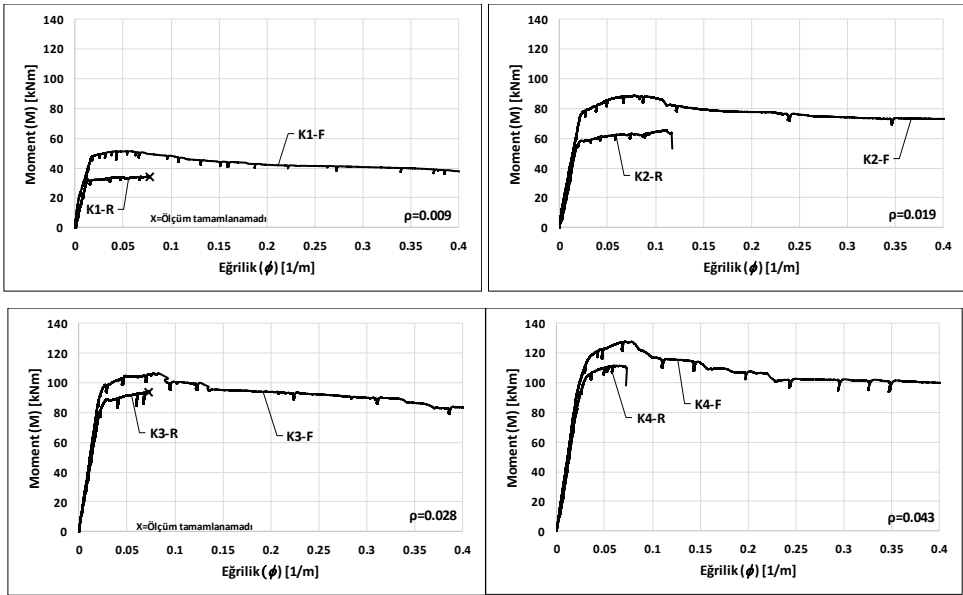 140
120
100
80
60
40
20
0
Moment (M) [kNm]
K1-F
K1-R
X=Ölçüm tamamlanamadı
ρ=0.009
0 0.05 0.1 0.15 0.2 0.25 0.3 0.35 0.4
Eğrilik (ϕ) [1/m]
140
120
100
80
60
40
20
0
Moment (M) [kNm]
K2-F
K2-R
ρ=0.019
0 0.05 0.1 0.15 0.2 0.25 0.3 0.35 0.4
Eğrilik (ϕ) [1/m]
140
120
100
80
60
40
20
0
Moment (M) [kNm]
K3-R
K3-F
X=Ölçüm tamamlanamadı
ρ=0.028
0 0.05 0.1 0.15 0.2 0.25 0.3 0.35 0.4
Eğrilik (ϕ) [1/m]
140
120
100
80
60
40
20
0
Moment (M) [kNm]
K4-F
K4-R
ρ=0.043
0 0.05 0.1 0.15 0.2 0.25 0.3 0.35 0.4
Eğrilik (ϕ) [1/m]